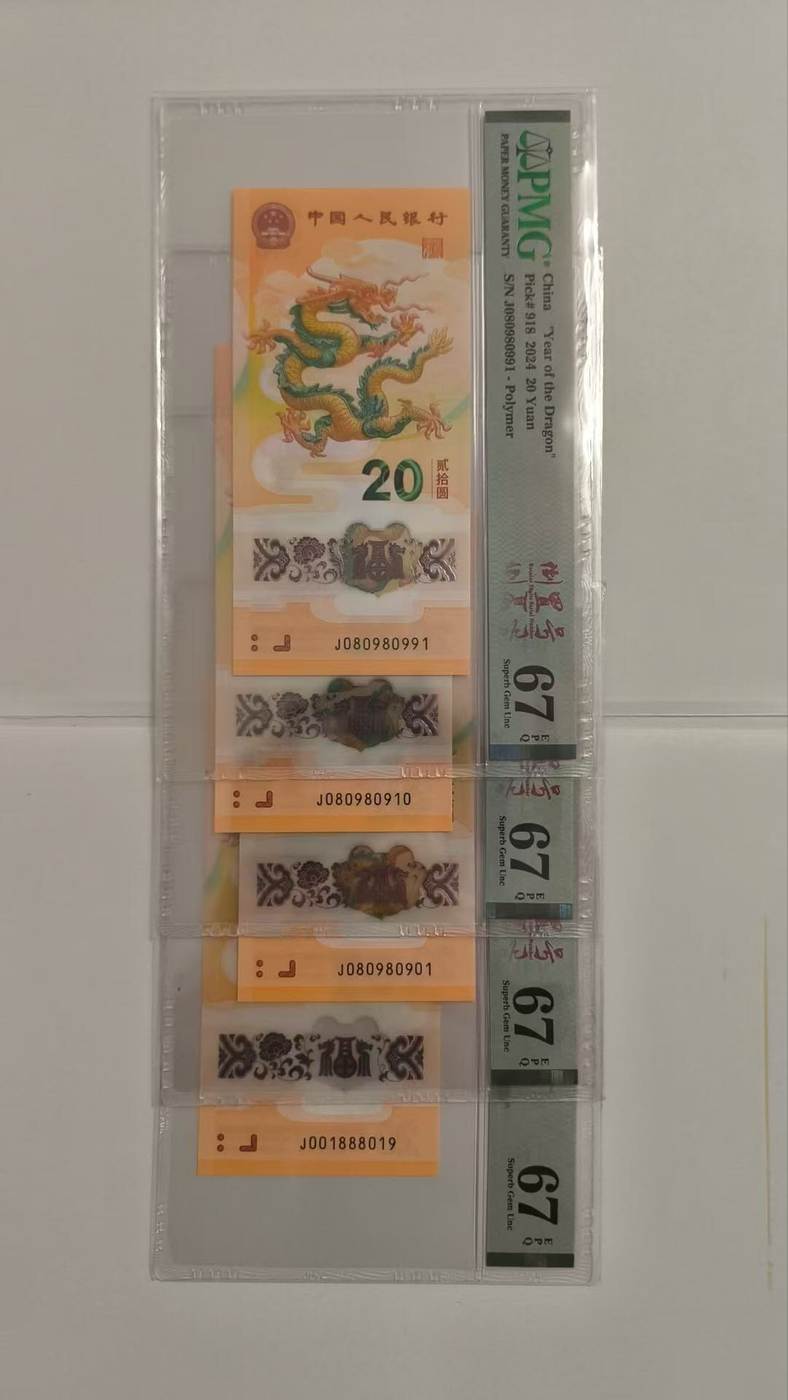 中國人民銀行
20
贰拾圆
J080980991
J080980910
J080980901
J001888019
PMG
PAPER MONEY GUARANTY
China "Year of the Dragon"
Pick# 918 2024 20 Yuan
S/N J080980991 - Polymer
67 EPQ
Superb Gem Unc
67 EPQ
Superb Gem Unc
67 EPQ
Superb Gem Unc
67 EPQ
Superb Gem Unc